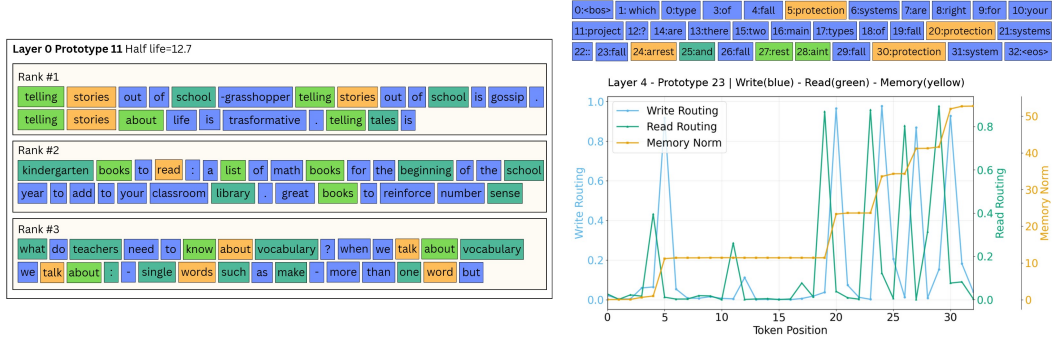 Layer 0 Prototype 11 Half life=12.7
Rank #1
telling stories out of school -grasshopper telling stories out of school is gossip .
telling stories about life is trasformative . telling tales is
Rank #2
kindergarten books to read : a list of math books for the beginning of the school
year to add to your classroom library . great books to reinforce number sense
Rank #3
what do teachers need to know about vocabulary ? when we talk about vocabulary
we talk about : - single words such as make - more than one word but
0:<bos> 1: which 0:type 3:of 4:fall 5:protection 6:systems 7:are 8:right 9:for 10:your
11:project 12:? 14:are 13:there 15:two 16:main 17:types 18:of 19:fall 20:protection 21:systems
22:: 23:fall 24:arrest 25:and 26:fall 27:rest 28:aint 29:fall 30:protection 31:system 32:<eos>
Layer 4 - Prototype 23 | Write(blue) - Read(green) - Memory(yellow)
Write Routing
Read Routing
Memory Norm
1.0
0.8
0.6
0.4
0.2
0.0
Write Routing
0.8
0.6
0.4
0.2
0.0
Read Routing
50
40
30
20
10
0
Memory Norm
0 5 10 15 20 25 30
Token Position